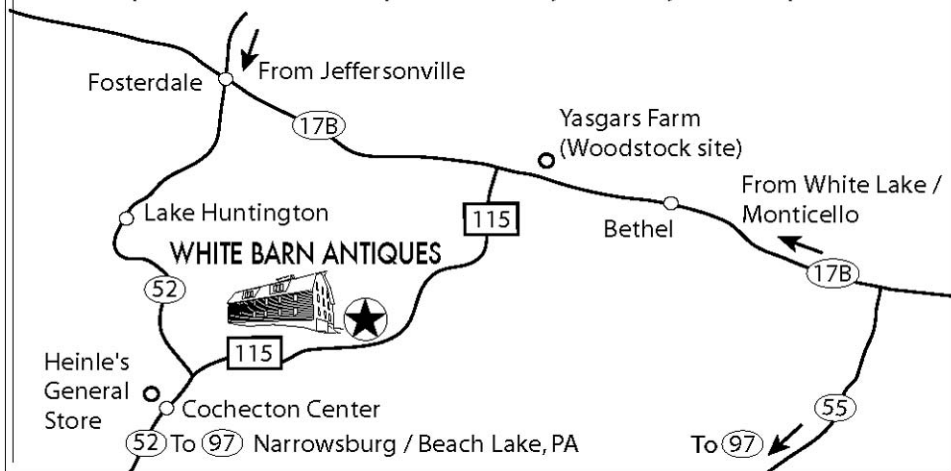 Fosterdale
From Jeffersonville
17B
Yasgars Farm
(Woodstock site)
From White Lake /
Monticello
Lake Huntington
115
Bethel
WHITE BARN ANTIQUES
17B
52
115
Heinle's
General
Store
Cochecton Center
55
52 To 97 Narrowsburg / Beach Lake, PA
To 97